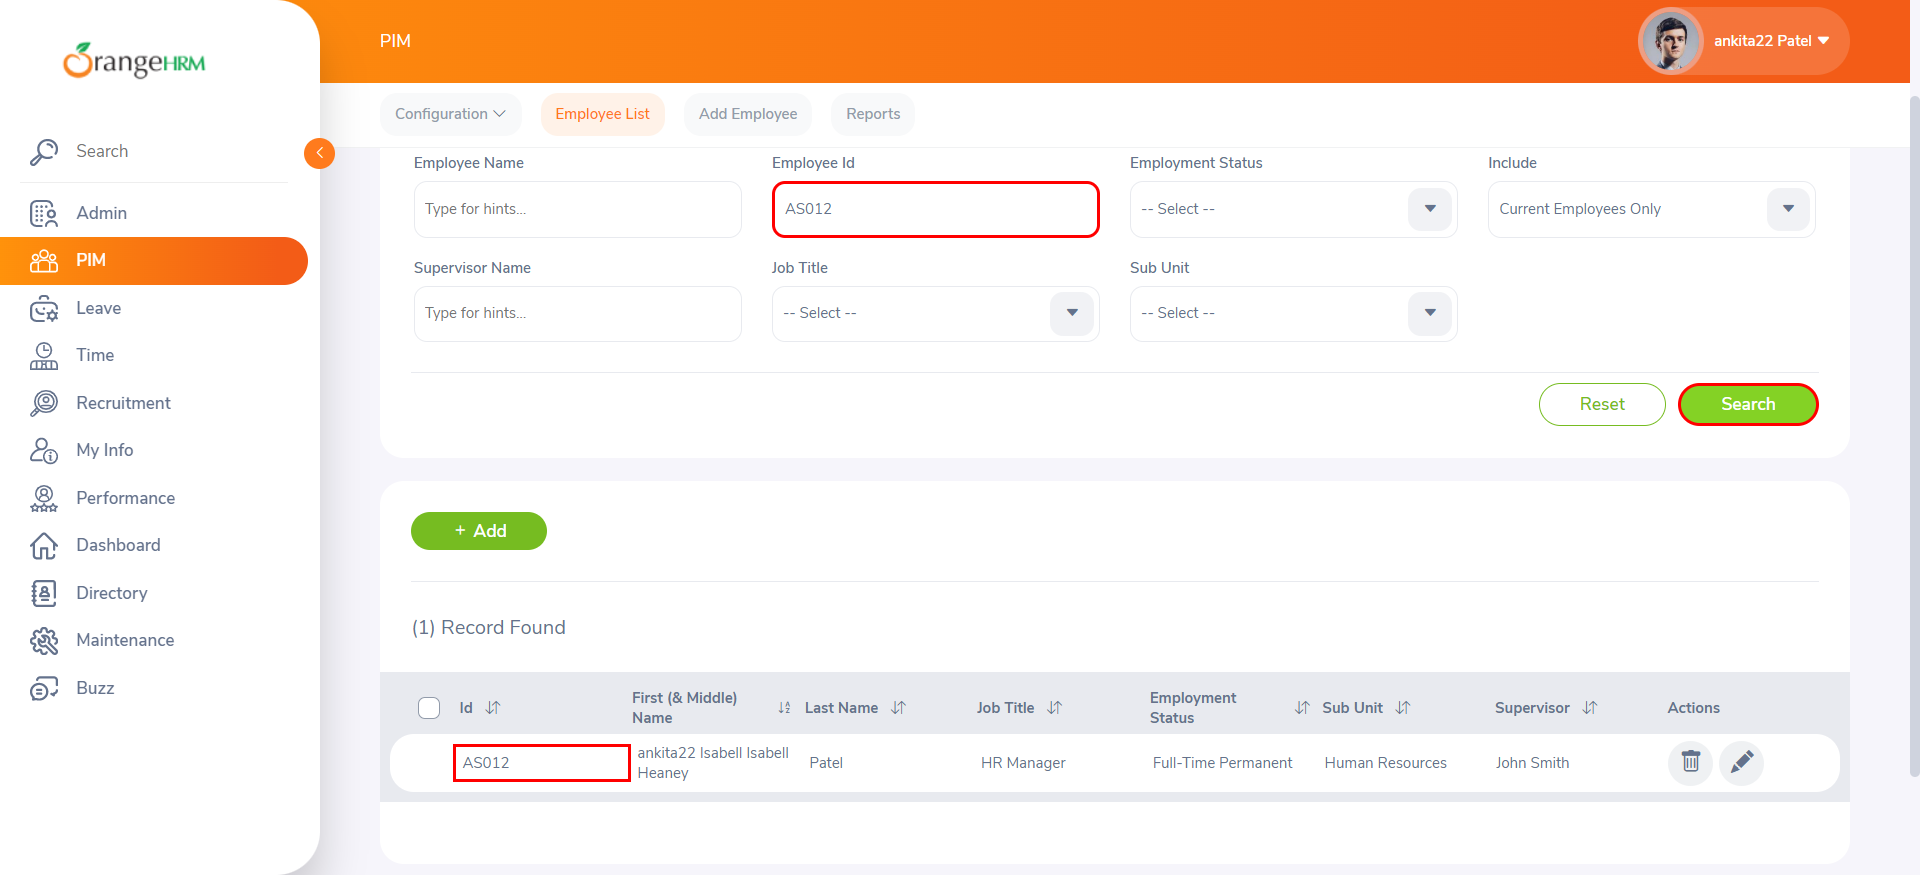 OrangeHRM
PIM
ankita22 Patel
Configuration
Employee List
Add Employee
Reports
Search
Admin
PIM
Leave
Time
Recruitment
My Info
Performance
Dashboard
Directory
Maintenance
Buzz
Employee Name
Employee Id
Employment Status
Include
Type for hints...
AS012
-- Select --
Current Employees Only
Supervisor Name
Job Title
Sub Unit
Type for hints...
-- Select --
-- Select --
Reset
Search
+ Add
(1) Record Found
Id
First (& Middle)
Name
Last Name
Job Title
Employment
Status
Sub Unit
Supervisor
Actions
AS012
ankita22 Isabell Isabell
Heaney
Patel
HR Manager
Full-Time Permanent
Human Resources
John Smith